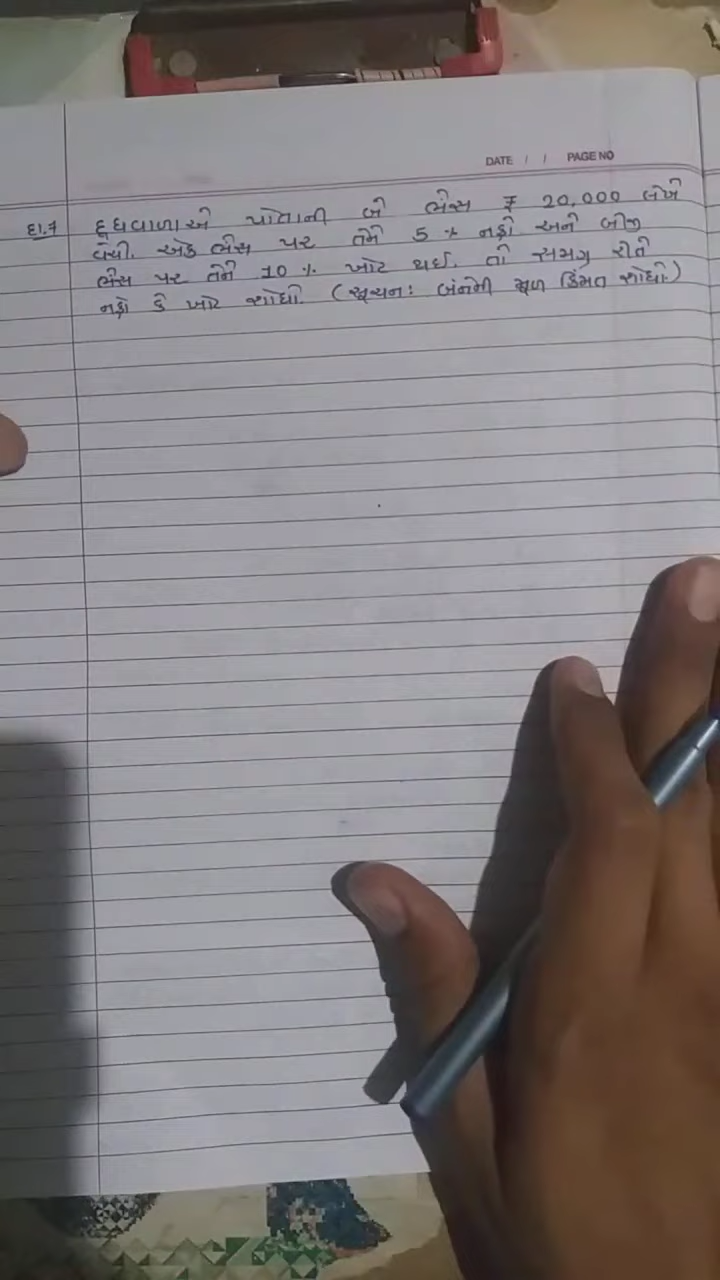 DATE / / PAGE NO
દા.7 દૂધવાળાએ પોતાની બે ભેંસ ₹ 20,000 લેખે
વેચી. એક ભેંસ પર તેને 5 % નફો અને બીજી
ભેંસ પર તેને 10 % ખોટ થઈ. તો સમગ્ર રીતે
નફો કે ખોટ શોધો. (સૂચન: બંનેની મૂળ કિંમત શોધો.)